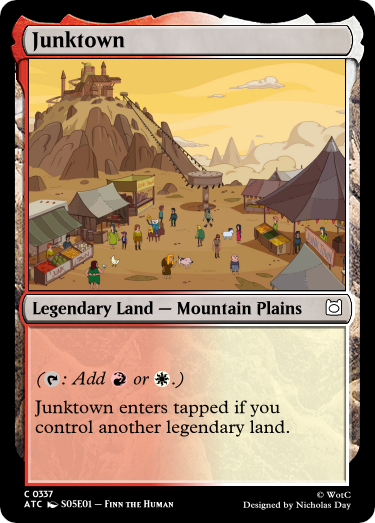 Junktown
Legendary Land — Mountain Plains
(: Add or .)
Junktown enters tapped if you
control another legendary land.
C 0337
ATC S05E01 – Finn the Human
© WotC
Designed by Nicholas Day